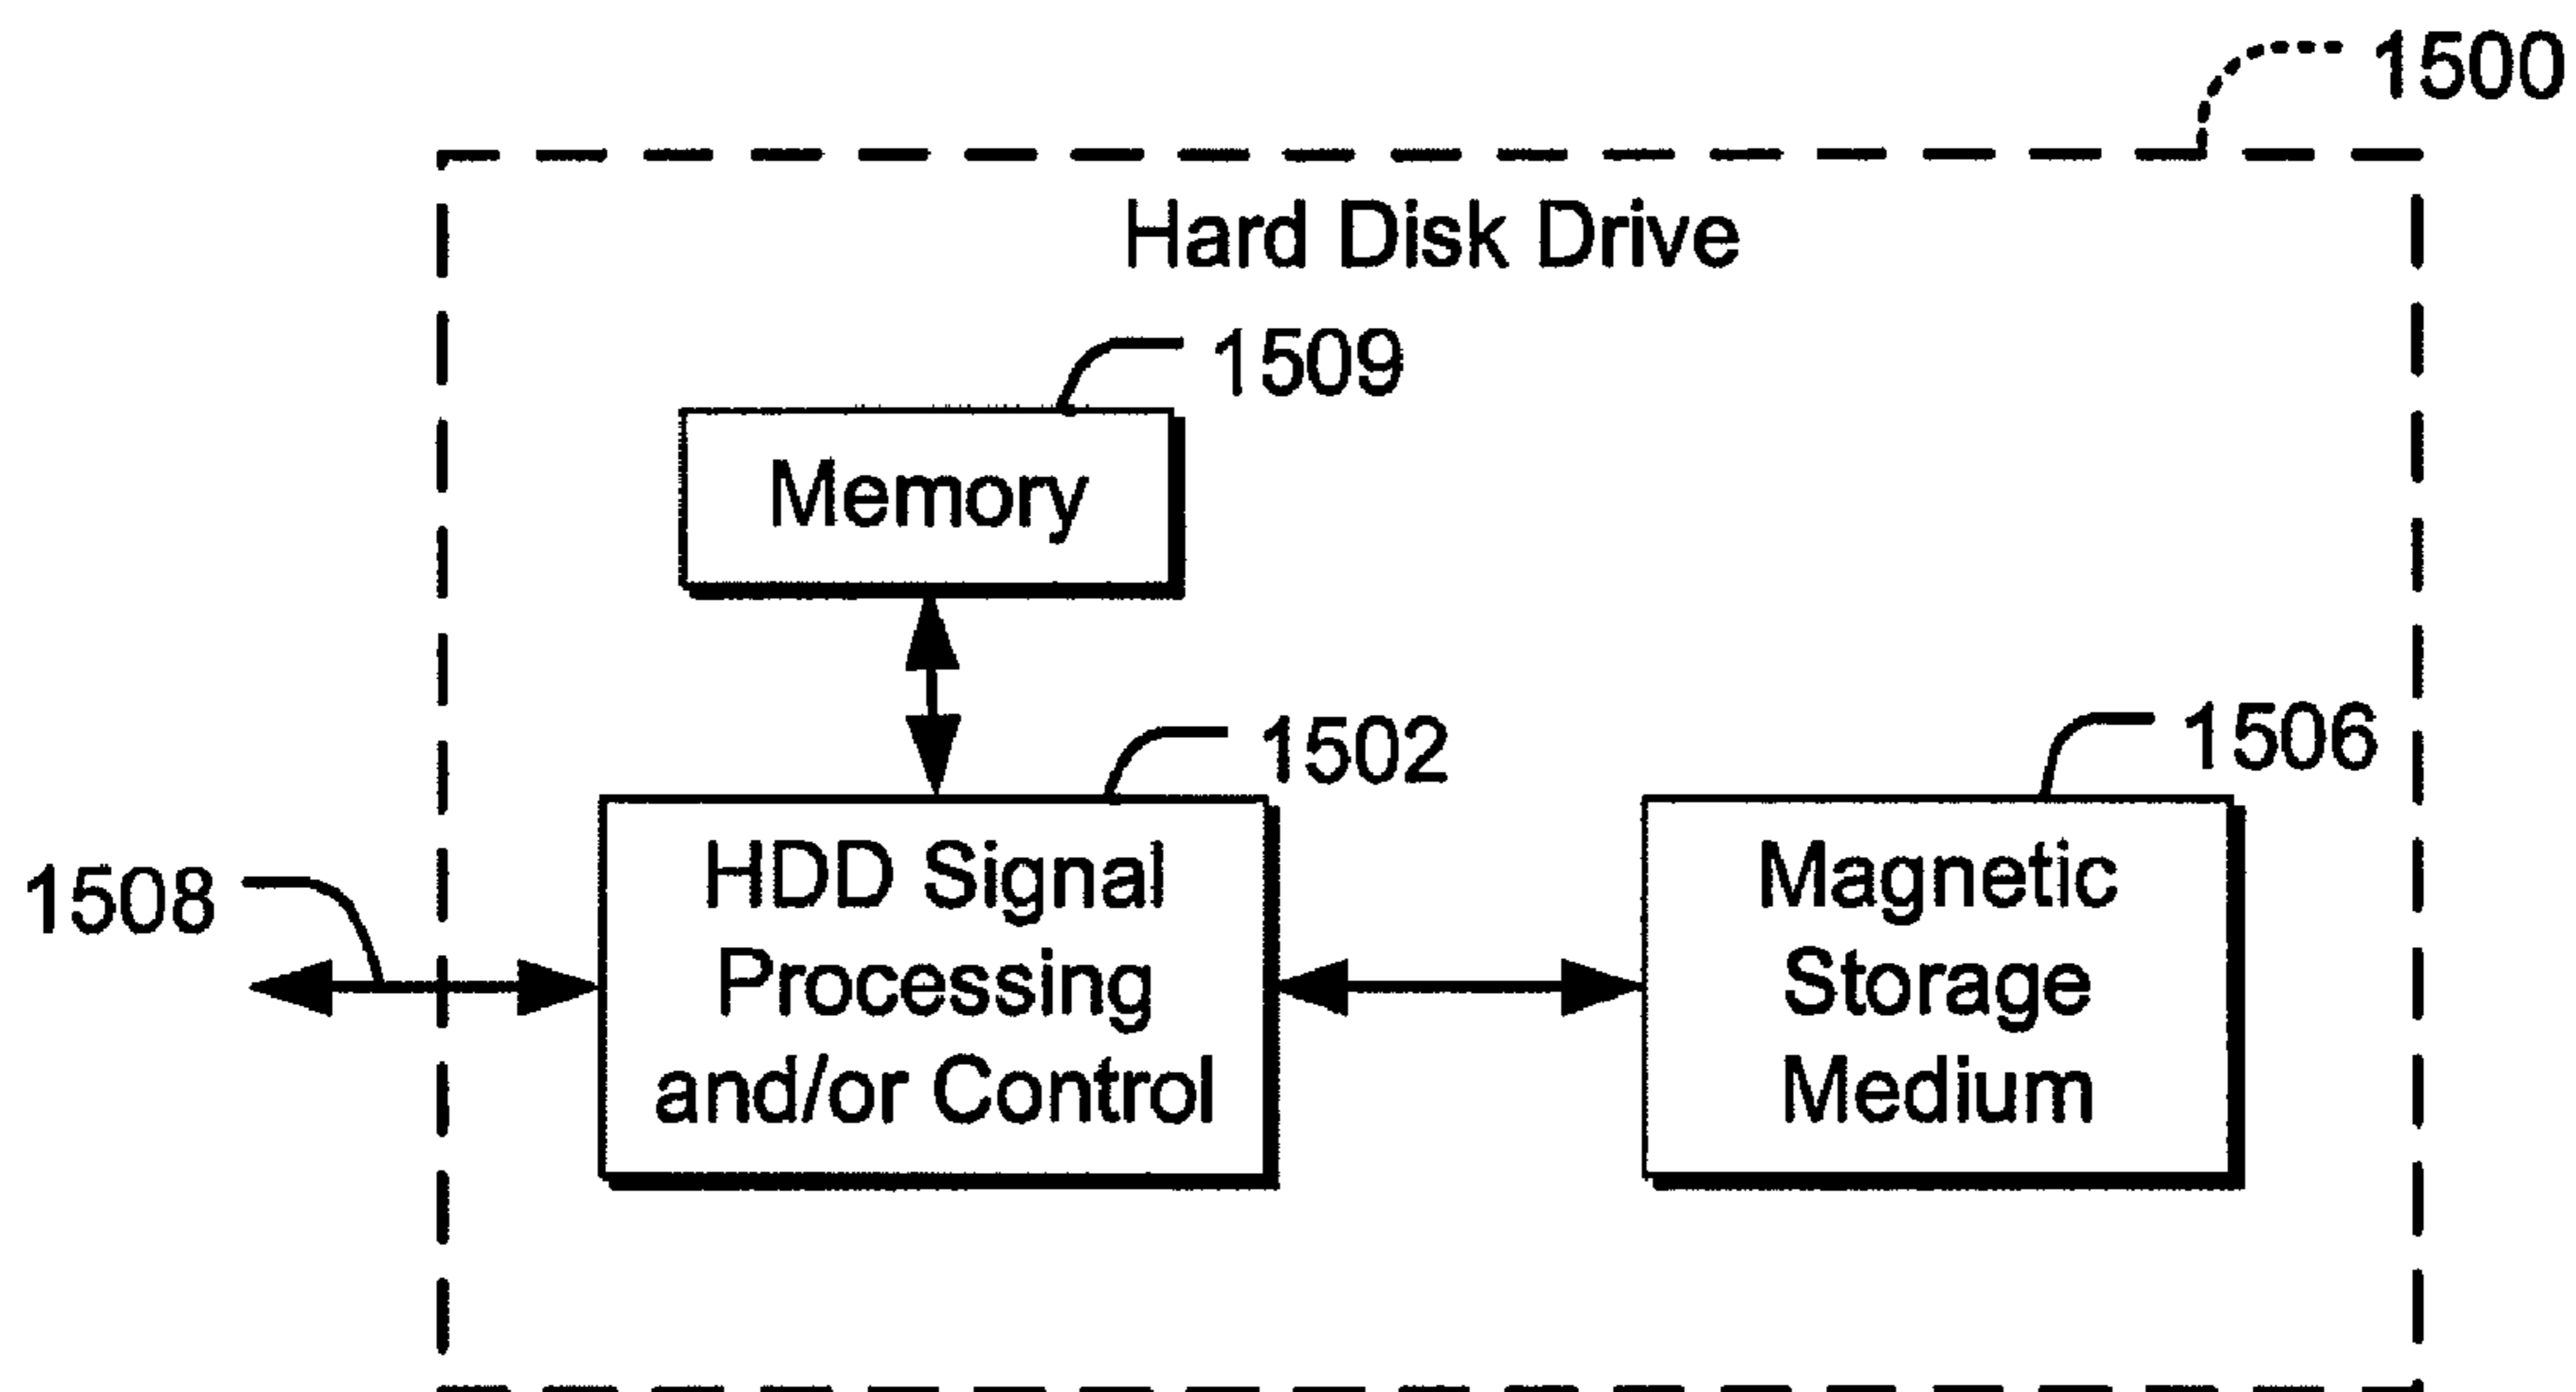 1500
Hard Disk Drive
1509
Memory
1502
1506
1508
HDD Signal
Processing
and/or Control
Magnetic
Storage
Medium